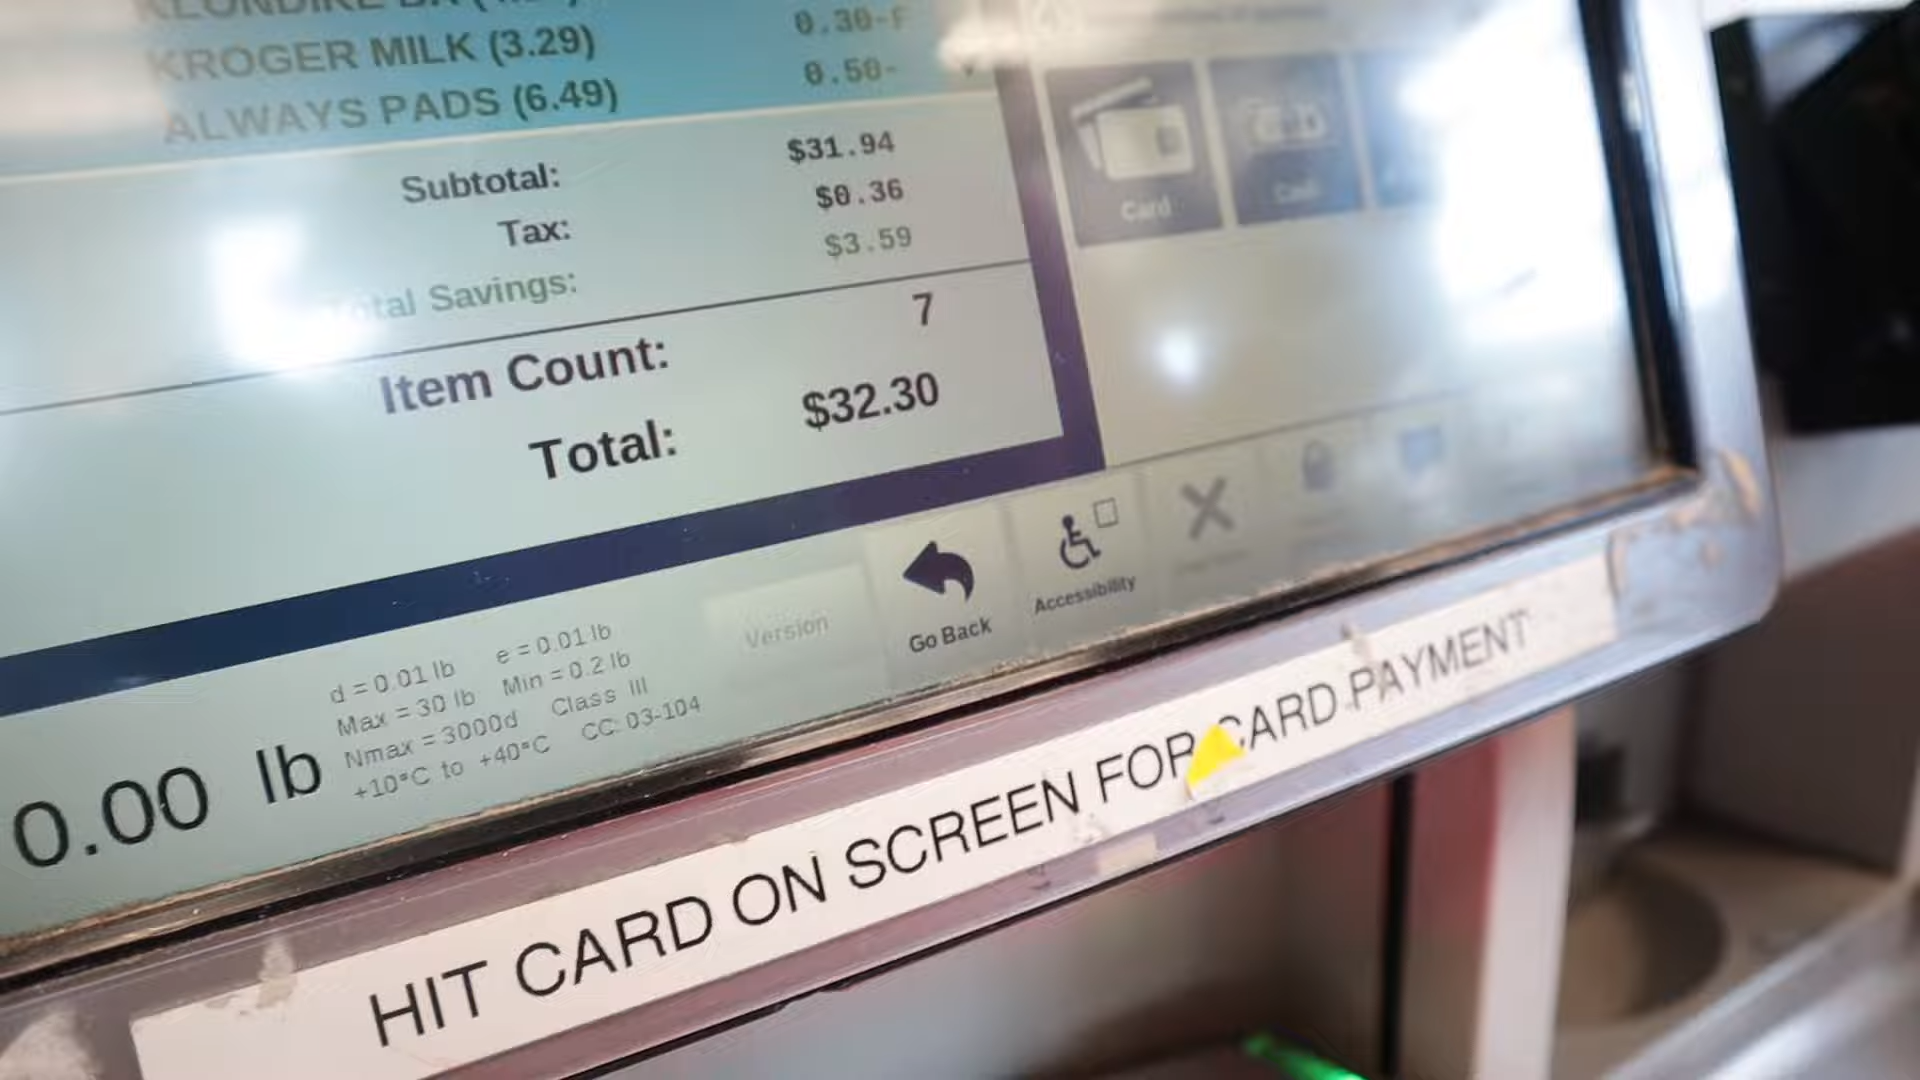 KLONDIKE
KROGER MILK (3.29) 0.30-F
ALWAYS PADS (6.49) 0.50-
Subtotal: $31.94
Tax: $0.36
Total Savings: $3.59
Item Count: 7
Total: $32.30
Card
Cash
0.00 lb
d = 0.01 lb e = 0.01 lb
Max = 30 lb Min = 0.2 lb
Nmax = 3000d Class III
+10°C to +40°C CC: 03-104
Version
Go Back
Accessibility
HIT CARD ON SCREEN FOR CARD PAYMENT